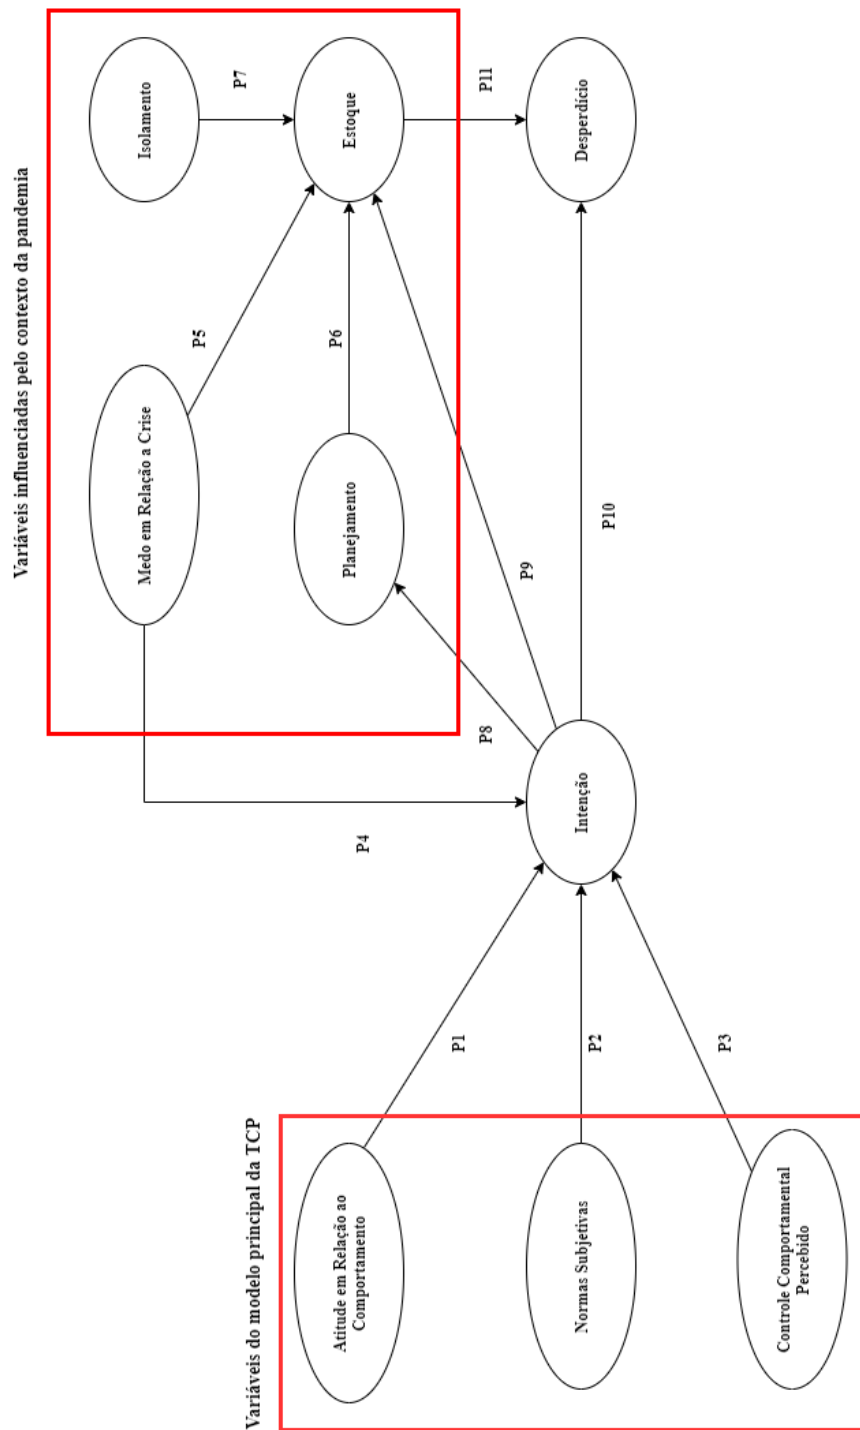 Variáveis influenciadas pelo contexto da pandemia
Medo em Relação a Crise
Isolamento
P5
P7
P4
Variáveis do modelo principal da TCP
Atitude em Relação ao
Comportamento
Planejamento
P6
Estoque
P1
P8
P9
P11
Normas Subjetivas
P2
Intenção
P10
Desperdício
P3
Controle Comportamental
Percebido